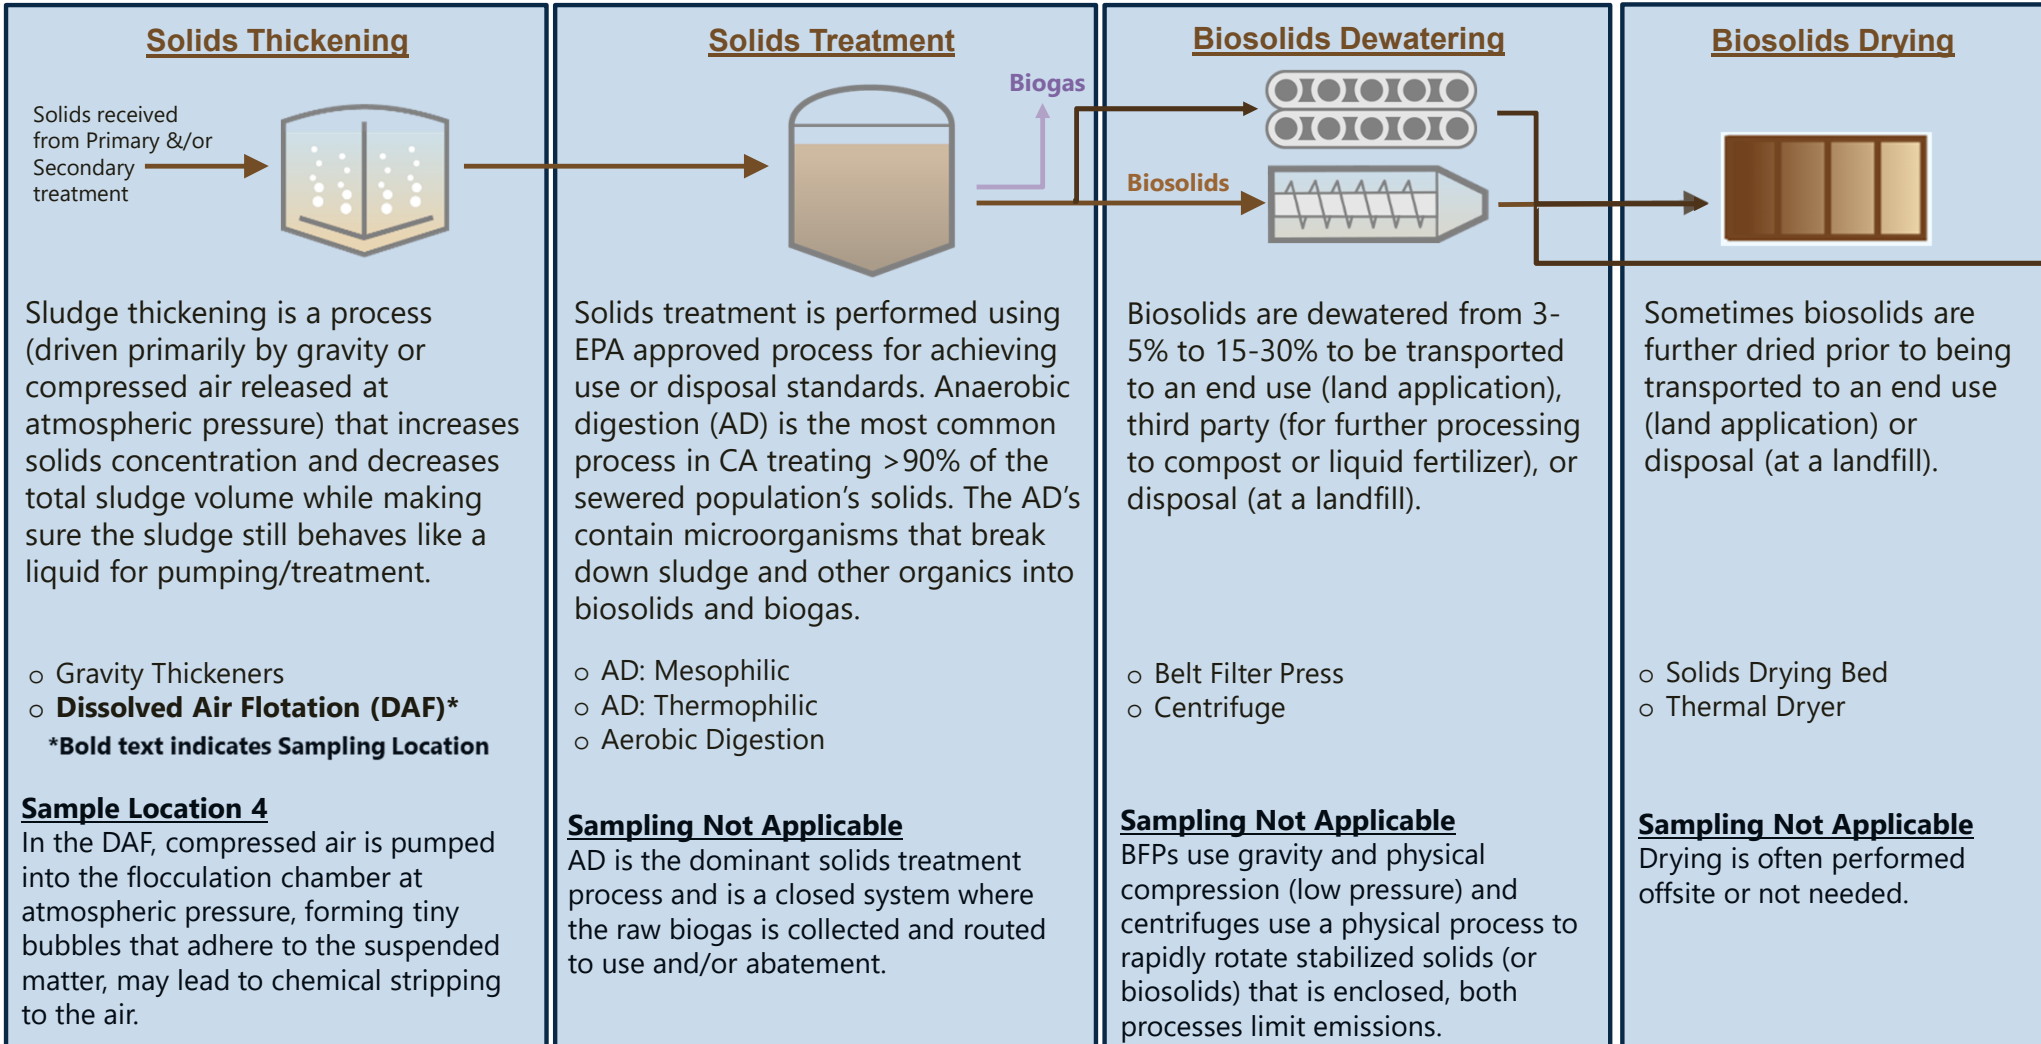 Solids Thickening
Solids received
from Primary &/or
Secondary
treatment
Sludge thickening is a process
(driven primarily by gravity or
compressed air released at
atmospheric pressure) that increases
solids concentration and decreases
total sludge volume while making
sure the sludge still behaves like a
liquid for pumping/treatment.
o Gravity Thickeners
o Dissolved Air Flotation (DAF)*
*Bold text indicates Sampling Location
Sample Location 4
In the DAF, compressed air is pumped
into the flocculation chamber at
atmospheric pressure, forming tiny
bubbles that adhere to the suspended
matter, may lead to chemical stripping
to the air.
Solids Treatment
Biogas
Biosolids
Solids treatment is performed using
EPA approved process for achieving
use or disposal standards. Anaerobic
digestion (AD) is the most common
process in CA treating >90% of the
sewered population's solids. The AD's
contain microorganisms that break
down sludge and other organics into
biosolids and biogas.
o AD: Mesophilic
o AD: Thermophilic
o Aerobic Digestion
Sampling Not Applicable
AD is the dominant solids treatment
process and is a closed system where
the raw biogas is collected and routed
to use and/or abatement.
Biosolids Dewatering
Biosolids are dewatered from 3-
5% to 15-30% to be transported
to an end use (land application),
third party (for further processing
to compost or liquid fertilizer), or
disposal (at a landfill).
o Belt Filter Press
o Centrifuge
Sampling Not Applicable
BFPs use gravity and physical
compression (low pressure) and
centrifuges use a physical process to
rapidly rotate stabilized solids (or
biosolids) that is enclosed, both
processes limit emissions.
Biosolids Drying
Sometimes biosolids are
further dried prior to being
transported to an end use
(land application) or
disposal (at a landfill).
o Solids Drying Bed
o Thermal Dryer
Sampling Not Applicable
Drying is often performed
offsite or not needed.